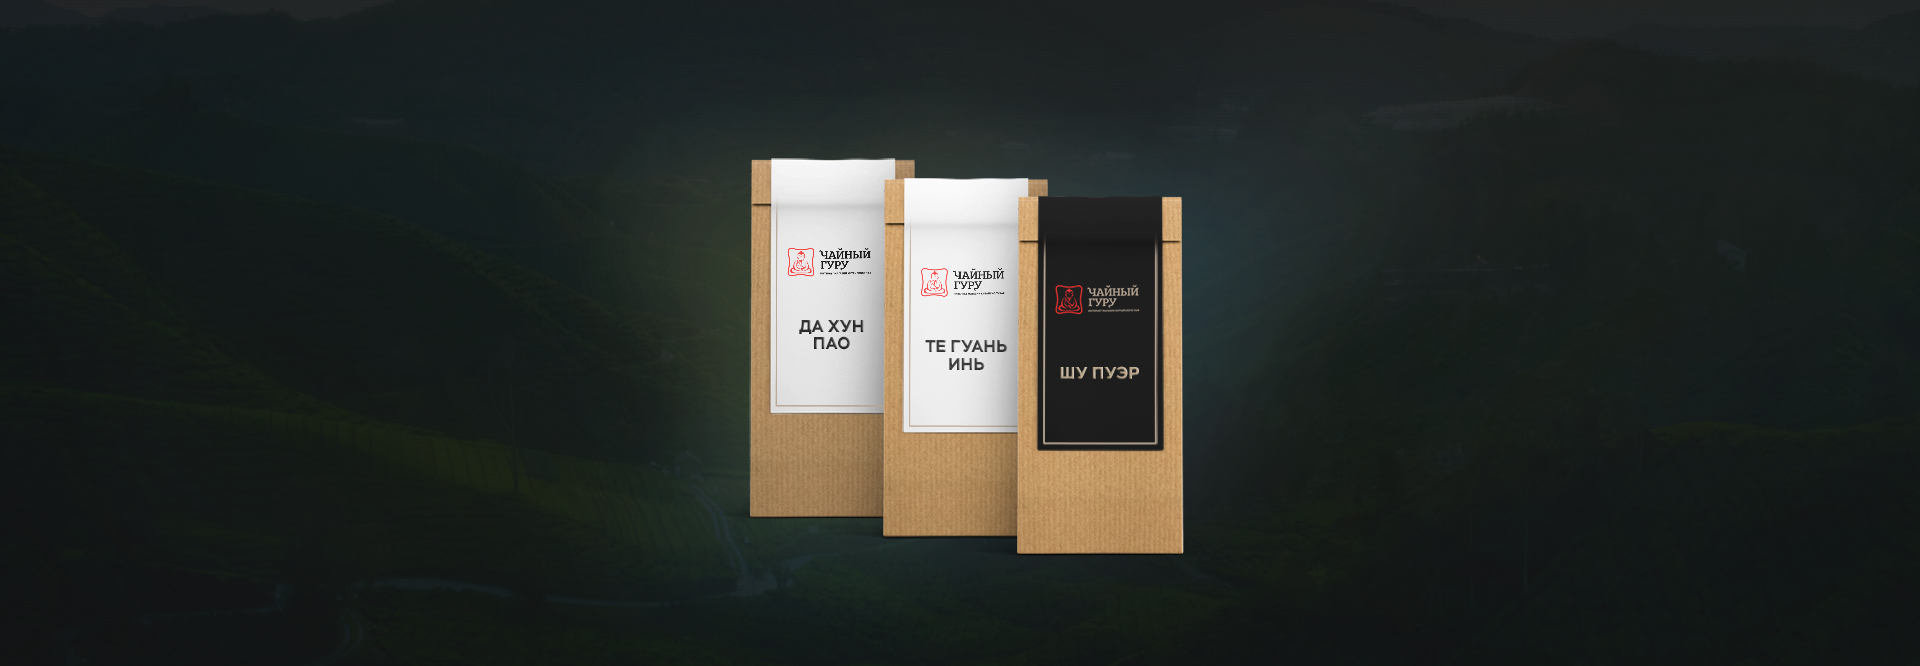 ЧАЙНЫЙ
ГУРУ
ДА ХУН
ПАО
ЧАЙНЫЙ
ГУРУ
ТЕ ГУАНЬ
ИНЬ
ЧАЙНЫЙ
ГУРУ
ШУ ПУЭР